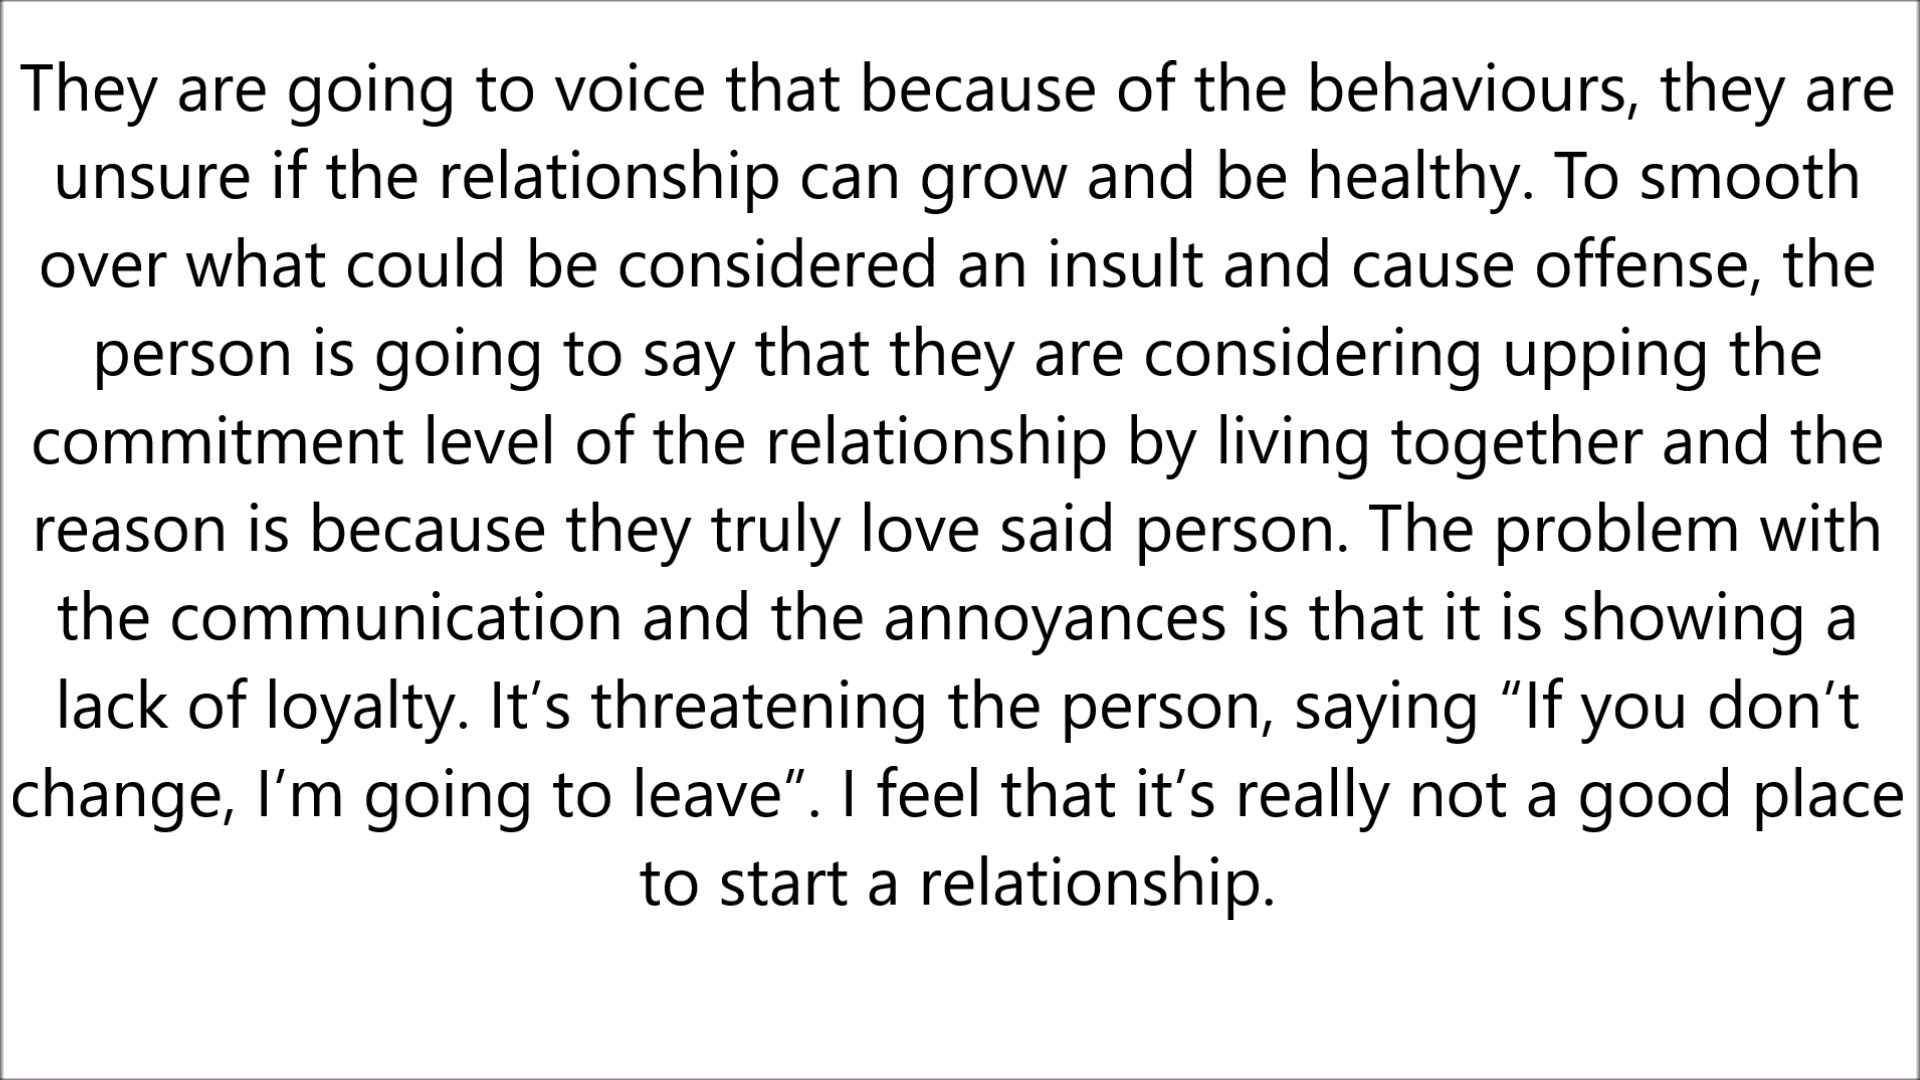 They are going to voice that because of the behaviours, they are
unsure if the relationship can grow and be healthy. To smooth
over what could be considered an insult and cause offense, the
person is going to say that they are considering upping the
commitment level of the relationship by living together and the
reason is because they truly love said person. The problem with
the communication and the annoyances is that it is showing a
lack of loyalty. It’s threatening the person, saying “If you don’t
change, I’m going to leave”. I feel that it’s really not a good place
to start a relationship.